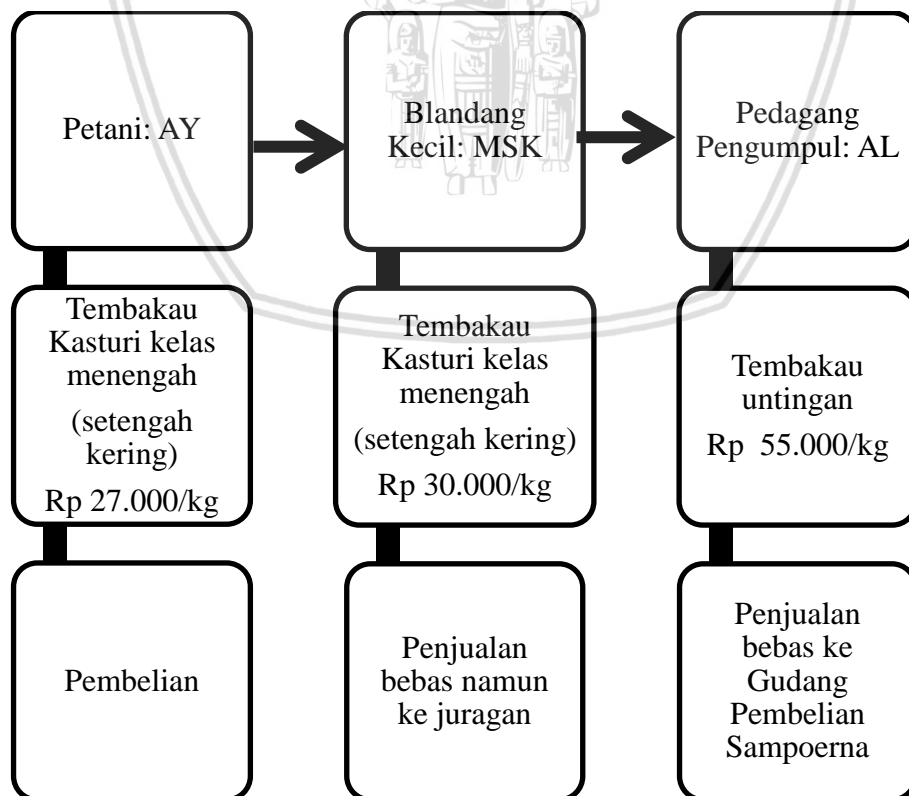 Petani: AY
Blandang
Kecil: MSK
Pedagang
Pengumpul: AL
Tembakau
Kasturi kelas
menengah
(setengah
kering)
Rp 27.000/kg
Tembakau
Kasturi kelas
menengah
(setengah kering)
Rp 30.000/kg
Tembakau
untingan
Rp  55.000/kg
Pembelian
Penjualan
bebas namun
ke juragan
Penjualan
bebas ke
Gudang
Pembelian
Sampoerna